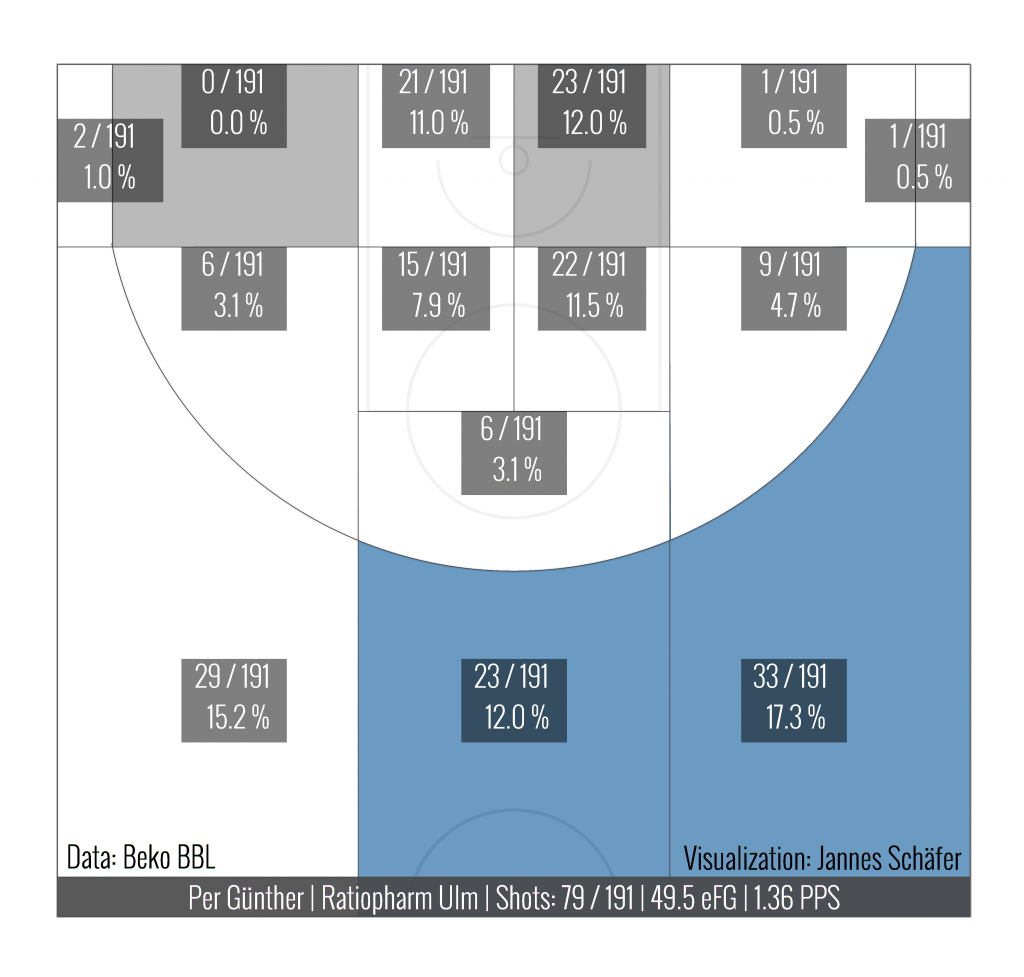 0 / 191
0.0 %
21 / 191
11.0 %
23 / 191
12.0 %
1 / 191
0.5 %
2 / 191
1.0 %
1 / 191
0.5 %
6 / 191
3.1 %
15 / 191
7.9 %
22 / 191
11.5 %
9 / 191
4.7 %
6 / 191
3.1 %
29 / 191
15.2 %
23 / 191
12.0 %
33 / 191
17.3 %
Data: Beko BBL
Visualization: Jannes Schäfer
Per Günther | Ratiopharm Ulm | Shots: 79 / 191 | 49.5 eFG | 1.36 PPS